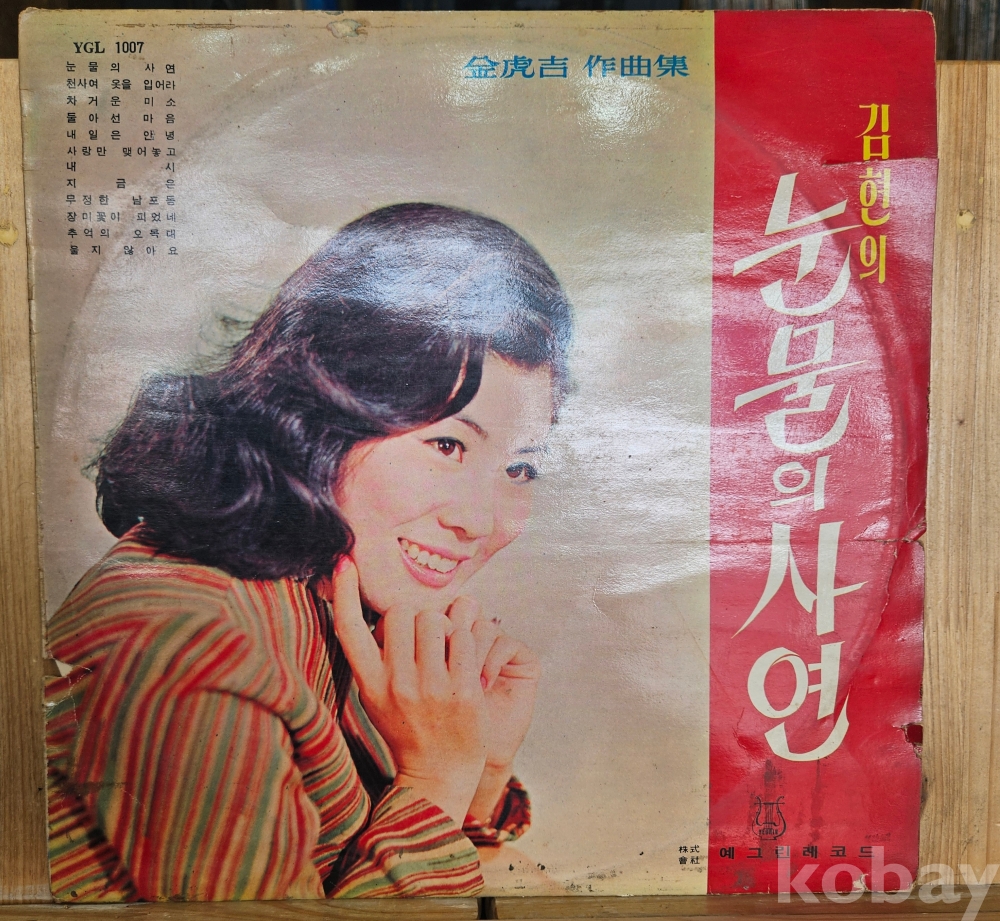 YGL 1007
눈물의 사연
천사여 옷을 입어라
차거운 미소
돌아선 마음
내일은 안녕
사랑만 맺어놓고
내 시
지금은
무정한 남포동
장미꽃이 피었네
추억의 오륙대
울지 않아요
金虎吉 作曲集
김현의
눈물의 사연
株式會社 예그린레코드
kobay